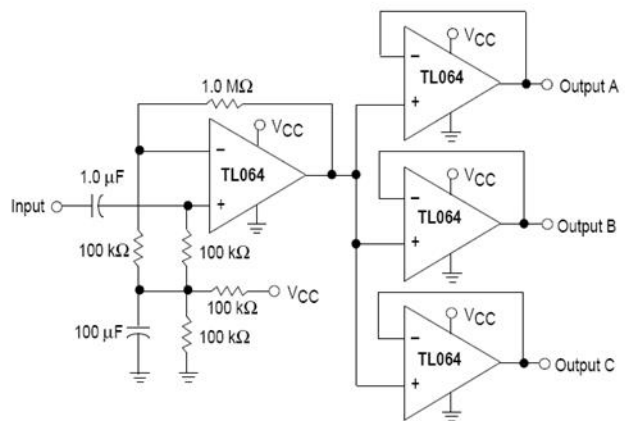 VCC
TL064
Output A
1.0 MΩ
VCC
TL064
1.0 µF
Input
100 kΩ
100 kΩ
VCC
100 kΩ
100 µF
100 kΩ
VCC
TL064
Output B
VCC
TL064
Output C